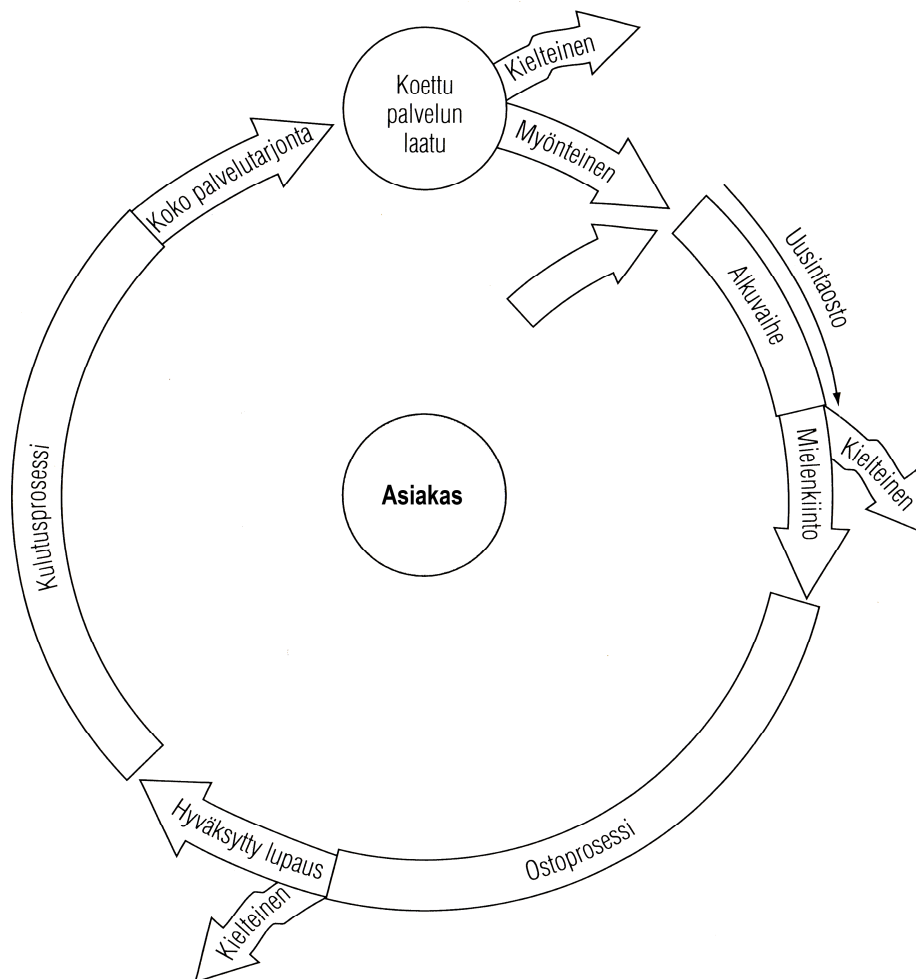 Koettu
palvelun
laatu
Kielteinen
Myönteinen
Koko palvelutarjonta
Uusintaosto
Alkuvaihe
Mielenkiinto
Kielteinen
Asiakas
Kulutusprosessi
Ostoprosessi
Hyväksytty lupaus
Kielteinen